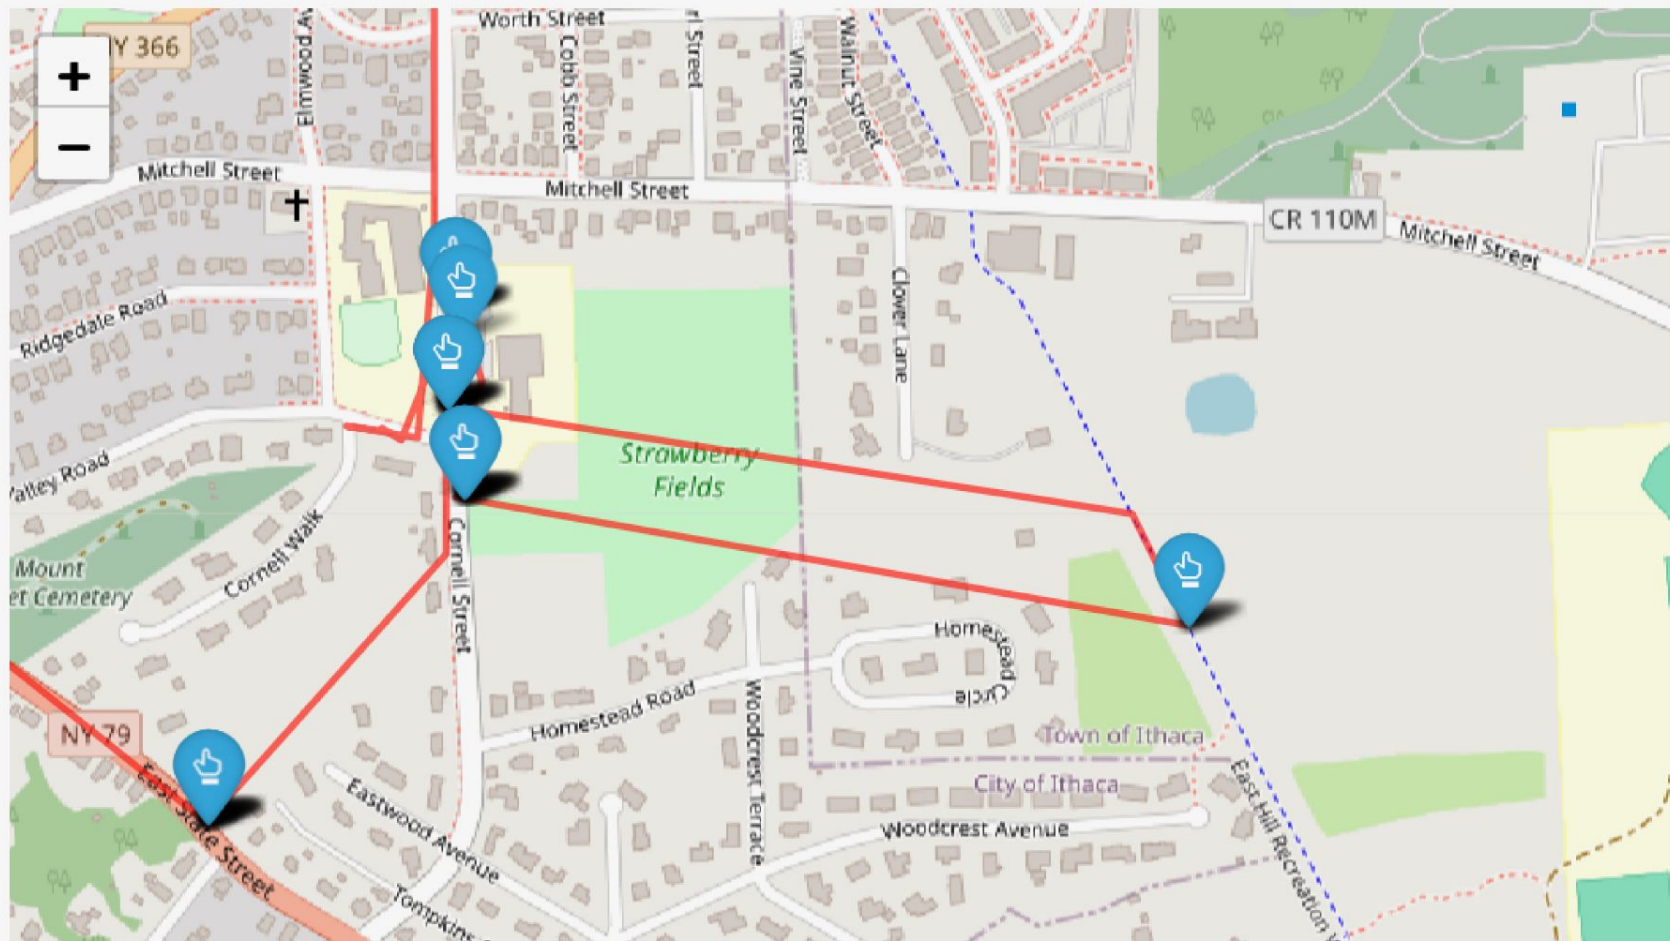 +
−
NY 366
Worth Street
Cobb Street
rl Street
Vine Street
Walnut Street
Elmwood Av
Mitchell Street
Mitchell Street
CR 110M
Mitchell Street
Ridgedale Road
Clover Lane
Strawberry
Fields
Valley Road
Cornell Walk
Mount
et Cemetery
Cornell Street
Homestead
Circle
Homestead Road
Woodcrest Terrace
NY 79
Town of Ithaca
City of Ithaca
East State Street
Eastwood Avenue
Woodcrest Avenue
East Hill Recreation W
Tompkins